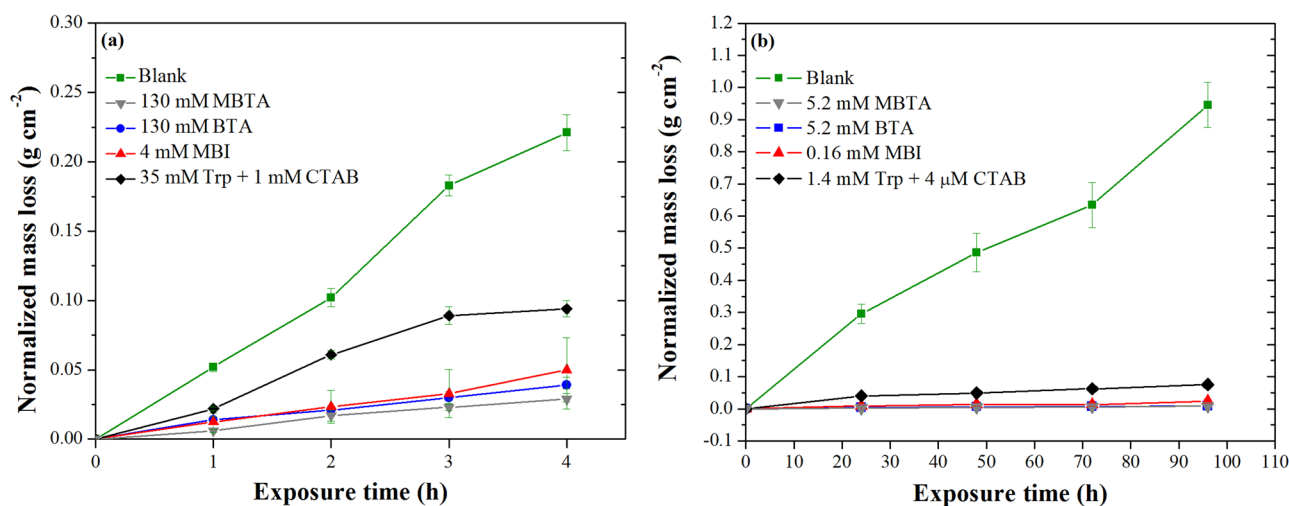 (a)
Normalized mass loss (g cm⁻²)
0.30
0.25
0.20
0.15
0.10
0.05
0.00
Blank
130 mM MBTA
130 mM BTA
4 mM MBI
35 mM Trp + 1 mM CTAB
0 1 2 3 4
Exposure time (h)
(b)
Normalized mass loss (g cm⁻²)
1.2
1.1
1.0
0.9
0.8
0.7
0.6
0.5
0.4
0.3
0.2
0.1
0.0
-0.1
Blank
5.2 mM MBTA
5.2 mM BTA
0.16 mM MBI
1.4 mM Trp + 4 μM CTAB
0 10 20 30 40 50 60 70 80 90 100 110
Exposure time (h)